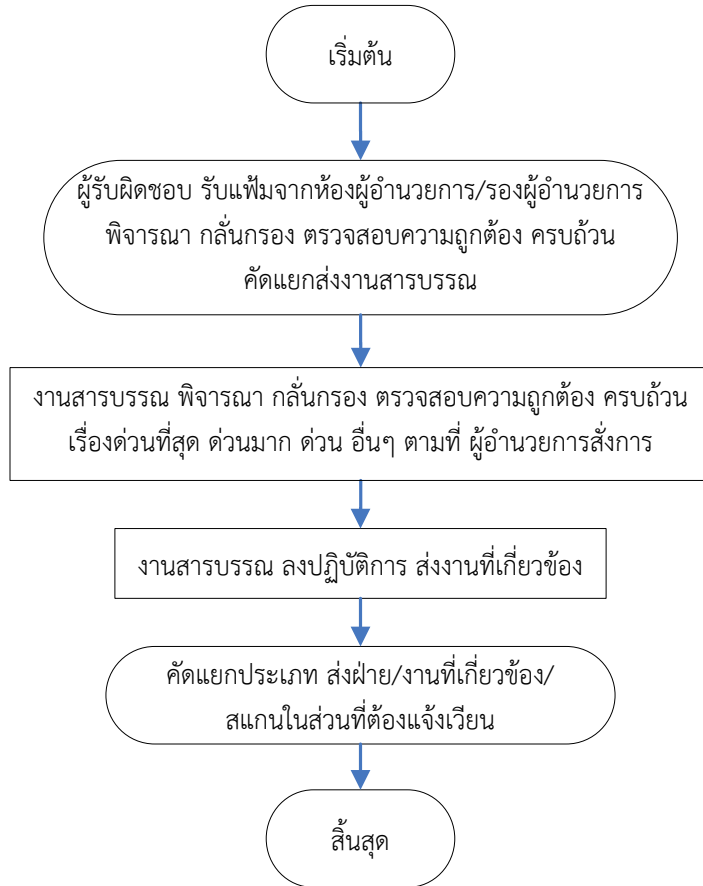 เริ่มต้น
ผู้รับผิดชอบ รับแฟ้มจากห้องผู้อำนวยการ/รองผู้อำนวยการ
พิจารณา กลั่นกรอง ตรวจสอบความถูกต้อง ครบถ้วน
คัดแยกส่งงานสารบรรณ
งานสารบรรณ พิจารณา กลั่นกรอง ตรวจสอบความถูกต้อง ครบถ้วน
เรื่องด่วนที่สุด ด่วนมาก ด่วน อื่นๆ ตามที่ ผู้อำนวยการสั่งการ
งานสารบรรณ ลงปฏิบัติการ ส่งงานที่เกี่ยวข้อง
คัดแยกประเภท ส่งฝ่าย/งานที่เกี่ยวข้อง/
สแกนในส่วนที่ต้องแจ้งเวียน
สิ้นสุด